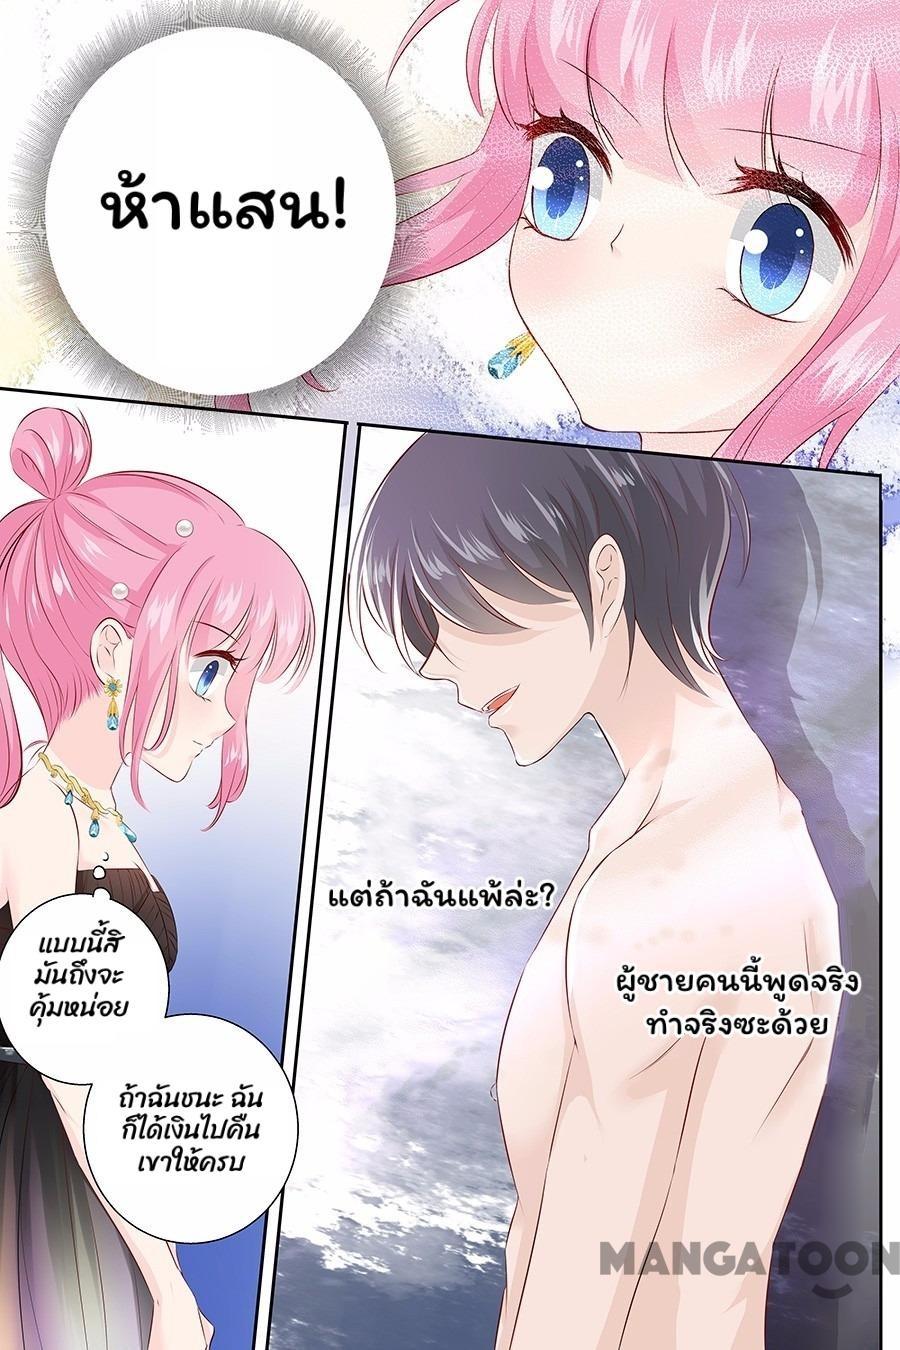 ห้าแสน!
แบบนี้สิ
มันถึงจะ
คุ้มหน่อย
ถ้าฉันชนะ ฉัน
ก็ได้เงินไปคืน
เขาให้ครบ
แต่ถ้าฉันแพ้ล่ะ?
ผู้ชายคนนี้พูดจริง
ทำจริงซะด้วย
MANGATOON